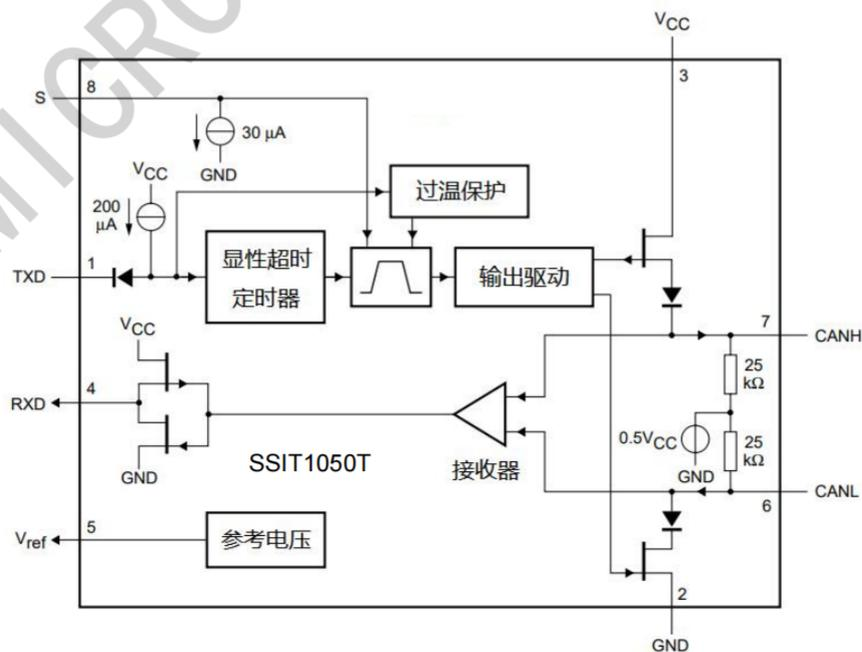 MICRO
VCC
3
S
8
30 μA
GND
VCC
200
μA
过温保护
TXD
1
显性超时
定时器
输出驱动
VCC
7
CANH
25
kΩ
RXD
4
0.5VCC
GND
25
kΩ
SSIT1050T
接收器
GND
CANL
6
Vref
5
参考电压
2
GND